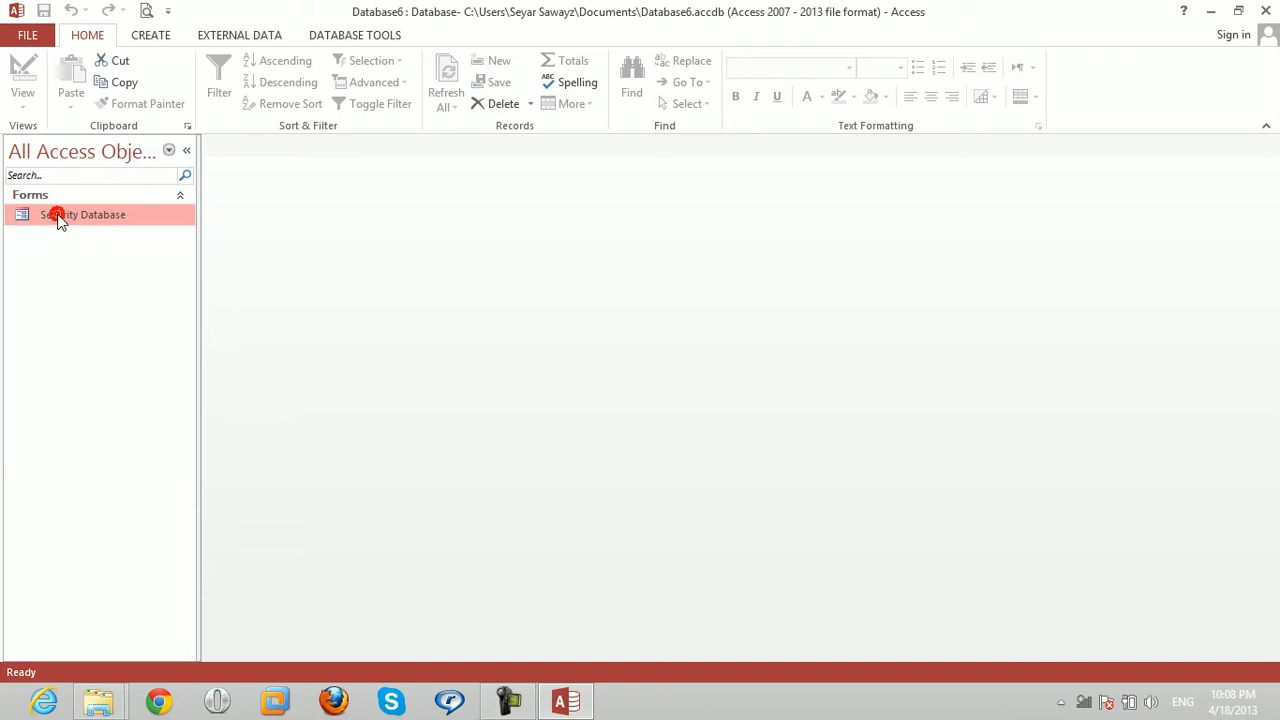 Database6 : Database- C:\Users\Seyar Sawayz\Documents\Database6.accdb (Access 2007 - 2013 file format) - Access
FILE HOME CREATE EXTERNAL DATA DATABASE TOOLS Sign in
View
Views
Paste
Cut
Copy
Format Painter
Clipboard
Filter
Ascending
Descending
Remove Sort
Selection
Advanced
Toggle Filter
Sort & Filter
Refresh
All
New
Save
Delete
Totals
Spelling
More
Records
Find
Replace
Go To
Select
Find
B I U A
Text Formatting
All Access Obje...
Search...
Forms
Database
Ready
ENG
10:08 PM
4/18/2013